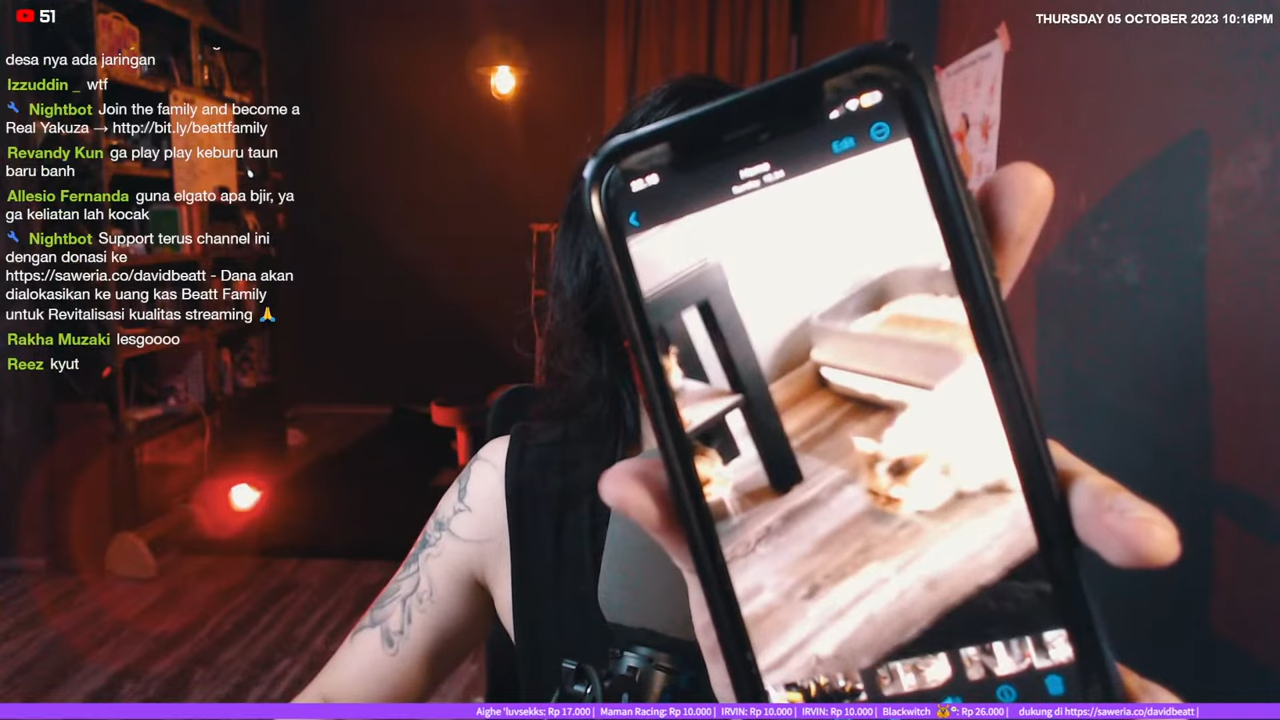 51
THURSDAY 05 OCTOBER 2023 10:16PM
desa nya ada jaringan
Izzuddin _ wtf
Nightbot Join the family and become a
Real Yakuza → http://bit.ly/beattfamily
Revandy Kun ga play play keburu taun
baru banh
Allesio Fernanda guna elgato apa bjir, ya
ga keliatan lah kocak
Nightbot Support terus channel ini
dengan donasi ke
https://saweria.co/davidbeatt - Dana akan
dialokasikan ke uang kas Beatt Family
untuk Revitalisasi kualitas streaming 🙏
Rakha Muzaki lesgoooo
Reez kyut
Edit
Aighe 'luvsekks: Rp 17.000 | Maman Racing: Rp 10.000 | IRVIN: Rp 10.000 | IRVIN: Rp 10.000 | Blackwitch : Rp 26.000 | dukung di https://saweria.co/davidbeatt |